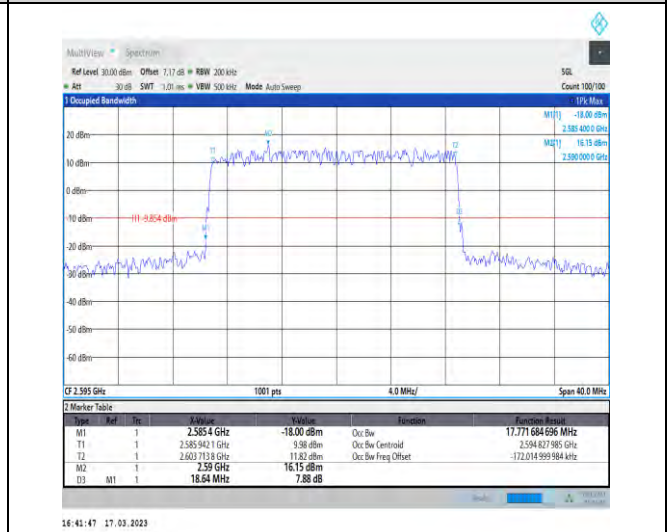 MultiView Spectrum
Ref Level 30.00 dBm Offset 7.17 dB RBW 200 kHz SGL
Att 30 dB SWT 1.01 ms VBW 500 kHz Mode Auto Sweep Count 100/100
1 Occupied Bandwidth 1Pk Max
M1[1] -18.00 dBm
2.585 400 0 GHz
M2[1] 16.15 dBm
2.590 000 0 GHz
20 dBm
10 dBm
0 dBm
-10 dBm
H1 -9.854 dBm
-20 dBm
-30 dBm
-40 dBm
-50 dBm
-60 dBm
M2
T1
T2
M1
D3
CF 2.595 GHz 1001 pts 4.0 MHz/ Span 40.0 MHz
2 Marker Table
Type Ref Trc X-Value Y-Value Function Function Result
M1 1 2.585 4 GHz -18.00 dBm Occ Bw 17.771 684 696 MHz
T1 1 2.585 942 1 GHz 9.98 dBm Occ Bw Centroid 2.594 827 985 GHz
T2 1 2.603 713 8 GHz 11.82 dBm Occ Bw Freq Offset -172.014 999 984 kHz
M2 1 2.59 GHz 16.15 dBm
D3 M1 1 18.64 MHz 7.88 dB
16:41:47 17.03.2023